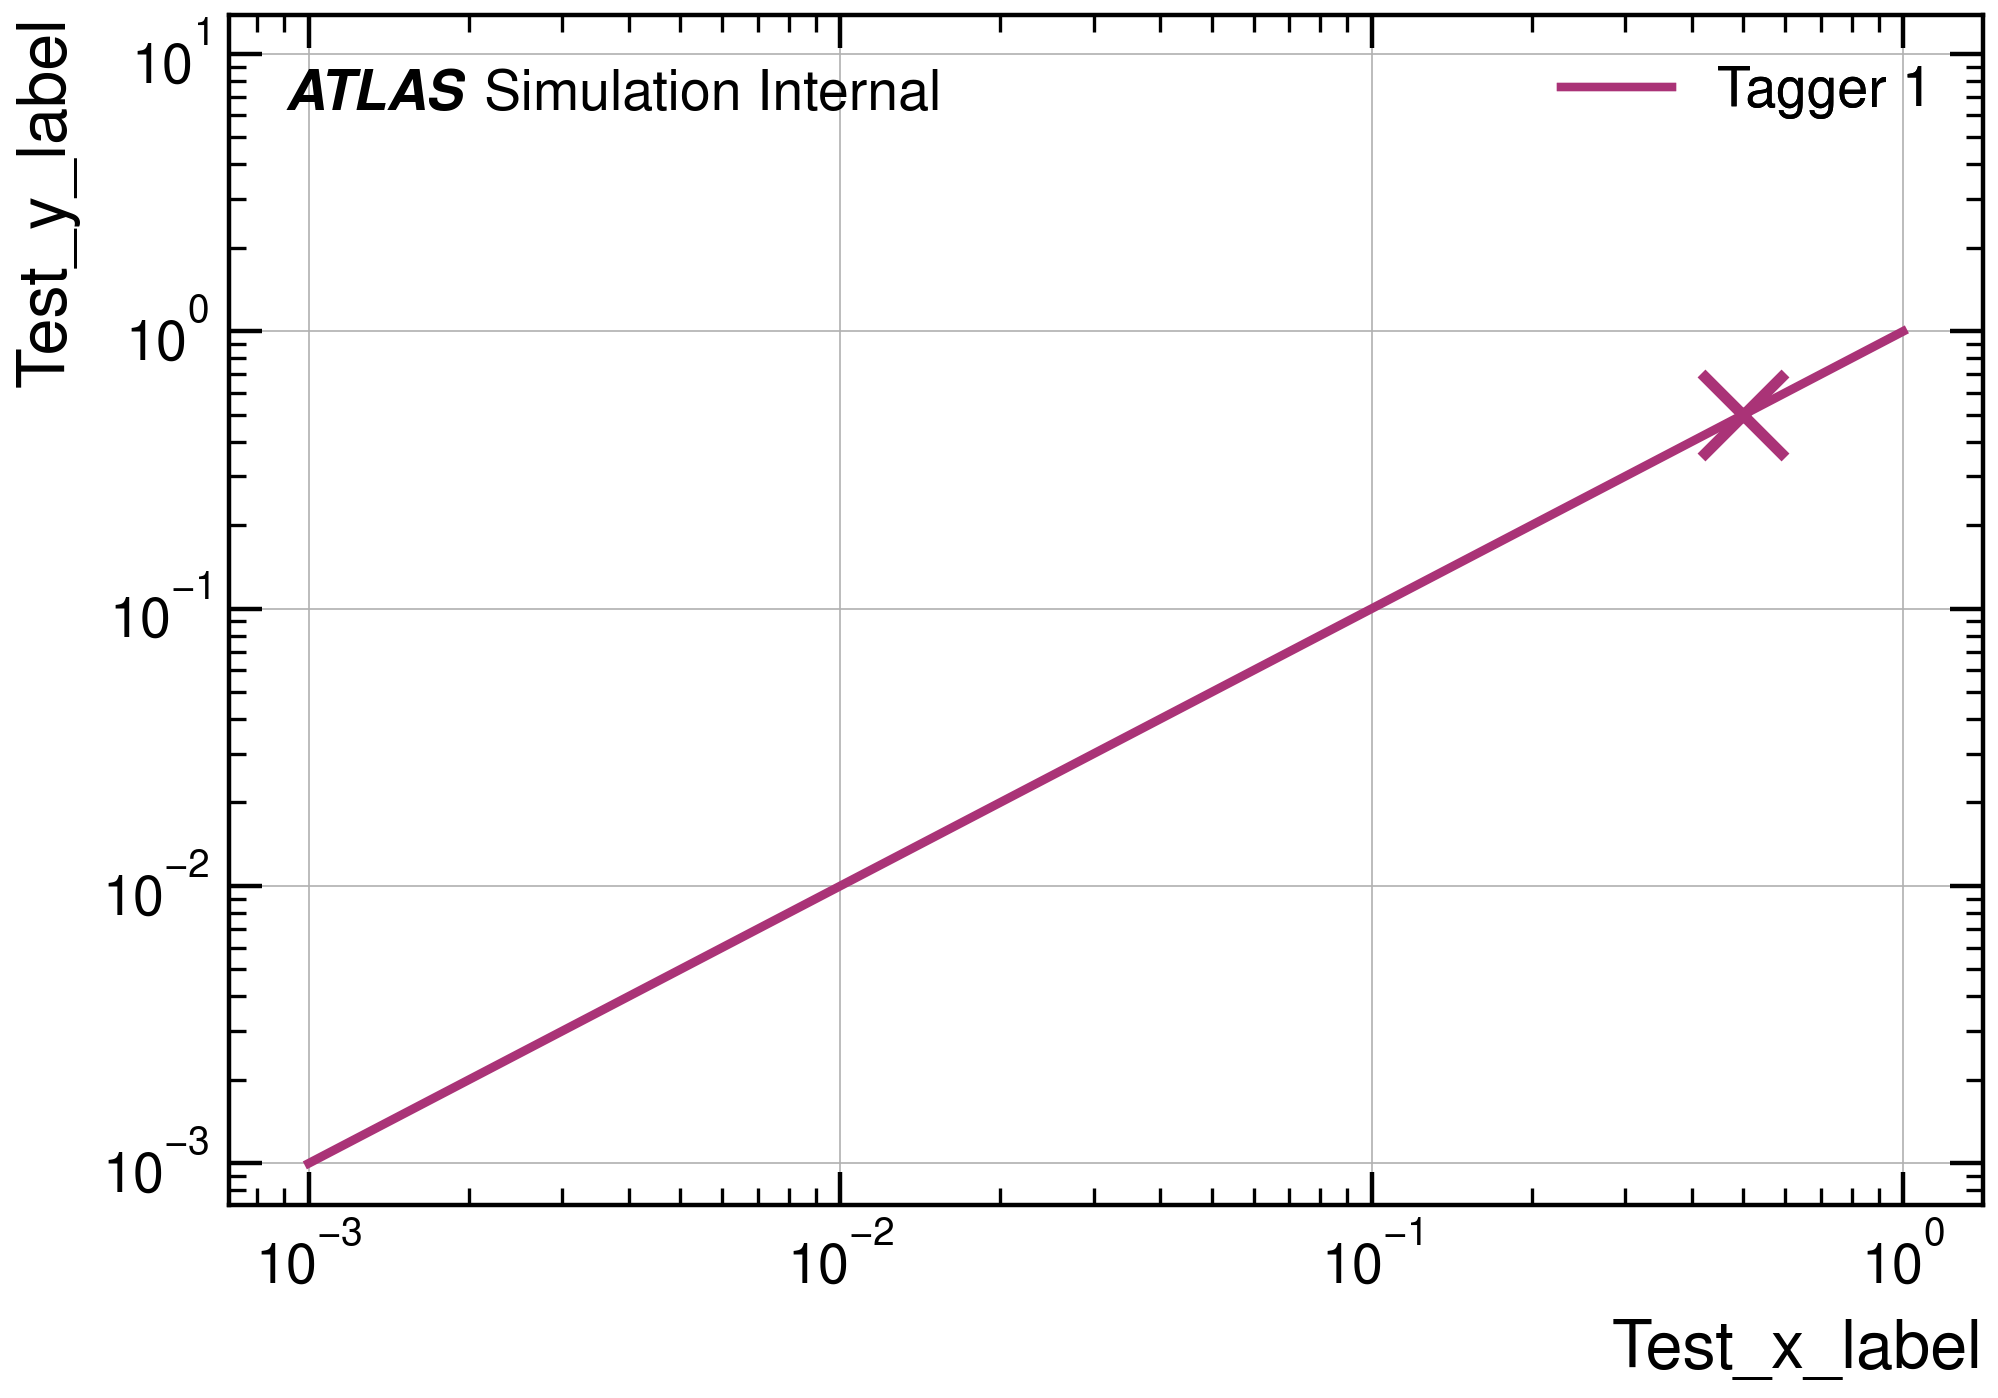 Test_y_label
ATLAS Simulation Internal
Tagger 1
10^1
10^0
10^−1
10^−2
10^−3
10^−3 10^−2 10^−1 10^0
Test_x_label